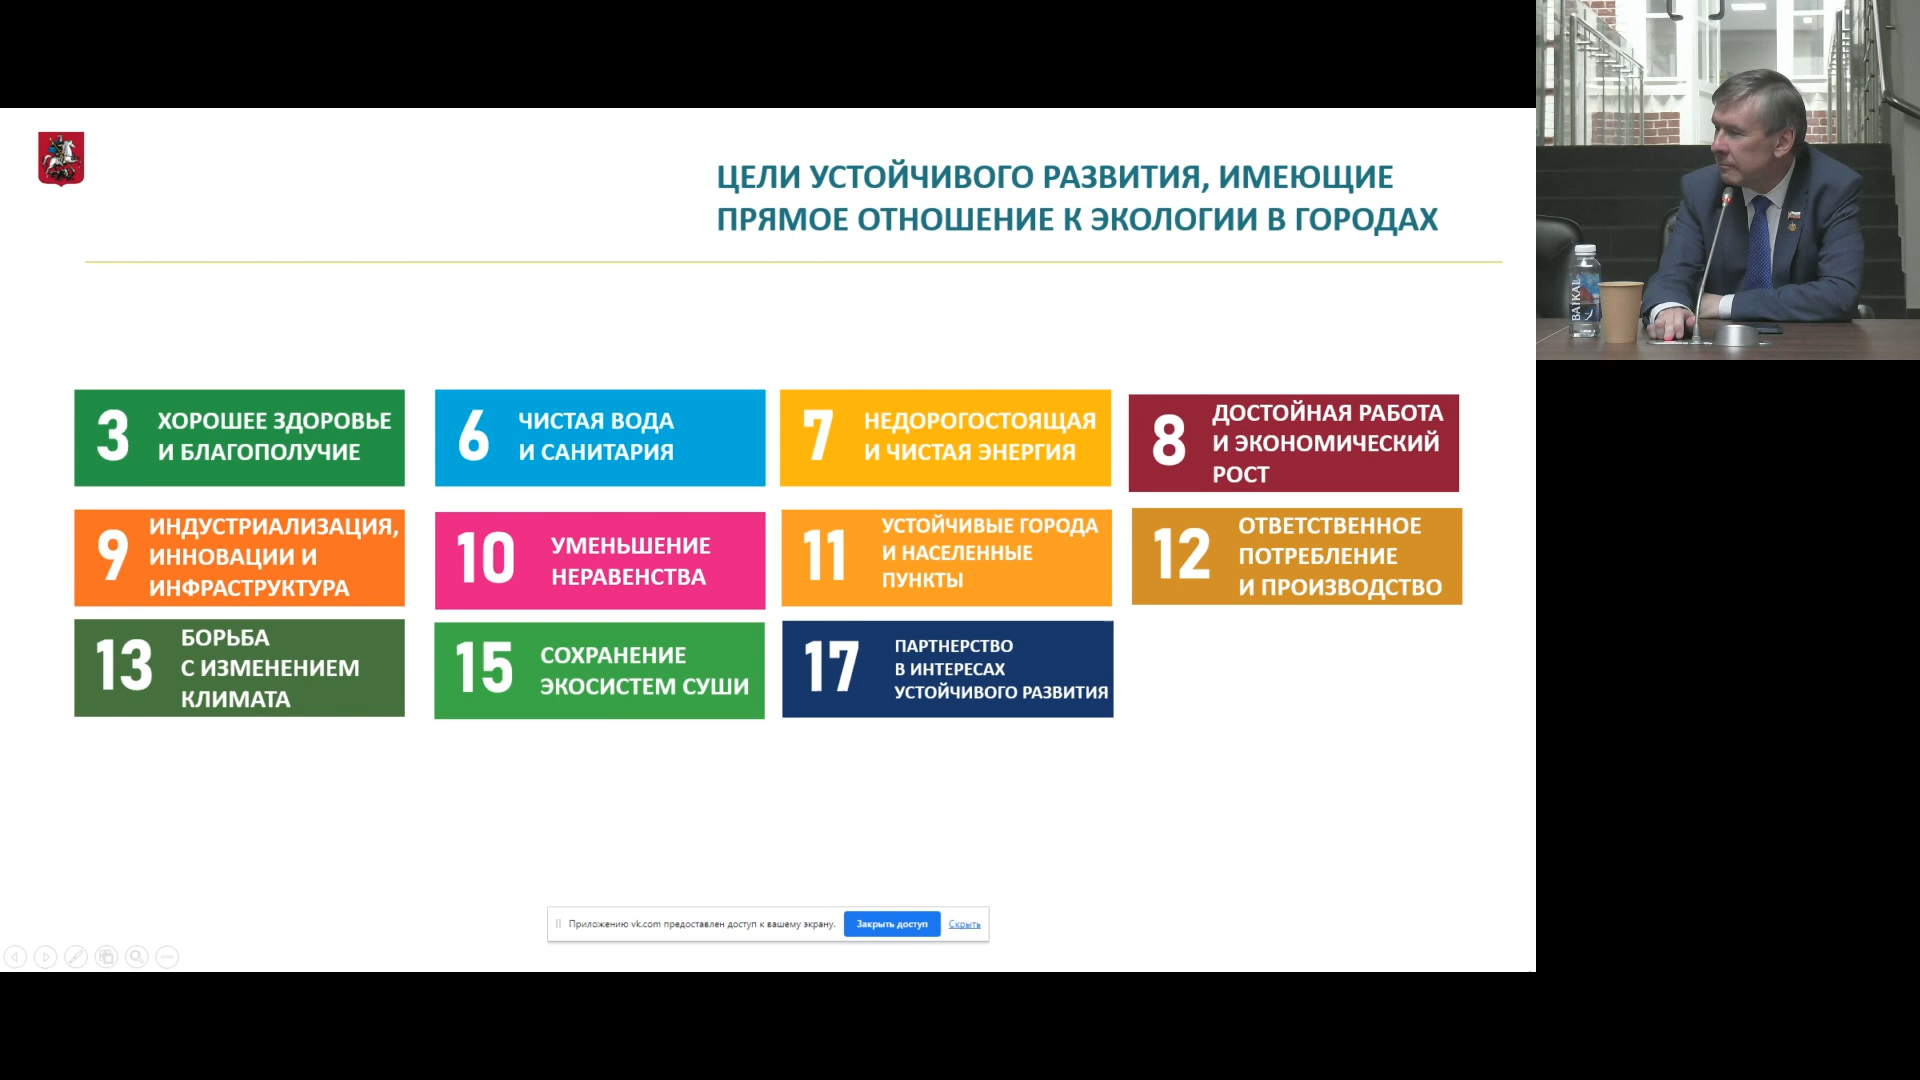 ЦЕЛИ УСТОЙЧИВОГО РАЗВИТИЯ, ИМЕЮЩИЕ
ПРЯМОЕ ОТНОШЕНИЕ К ЭКОЛОГИИ В ГОРОДАХ
3
ХОРОШЕЕ ЗДОРОВЬЕ
И БЛАГОПОЛУЧИЕ
6
ЧИСТАЯ ВОДА
И САНИТАРИЯ
7
НЕДОРОГОСТОЯЩАЯ
И ЧИСТАЯ ЭНЕРГИЯ
8
ДОСТОЙНАЯ РАБОТА
И ЭКОНОМИЧЕСКИЙ
РОСТ
9
ИНДУСТРИАЛИЗАЦИЯ,
ИННОВАЦИИ И
ИНФРАСТРУКТУРА
10
УМЕНЬШЕНИЕ
НЕРАВЕНСТВА
11
УСТОЙЧИВЫЕ ГОРОДА
И НАСЕЛЕННЫЕ
ПУНКТЫ
12
ОТВЕТСТВЕННОЕ
ПОТРЕБЛЕНИЕ
И ПРОИЗВОДСТВО
13
БОРЬБА
С ИЗМЕНЕНИЕМ
КЛИМАТА
15
СОХРАНЕНИЕ
ЭКОСИСТЕМ СУШИ
17
ПАРТНЕРСТВО
В ИНТЕРЕСАХ
УСТОЙЧИВОГО РАЗВИТИЯ
Приложению vk.com предоставлен доступ к вашему экрану.
Закрыть доступ
Скрыть
BAIKAL